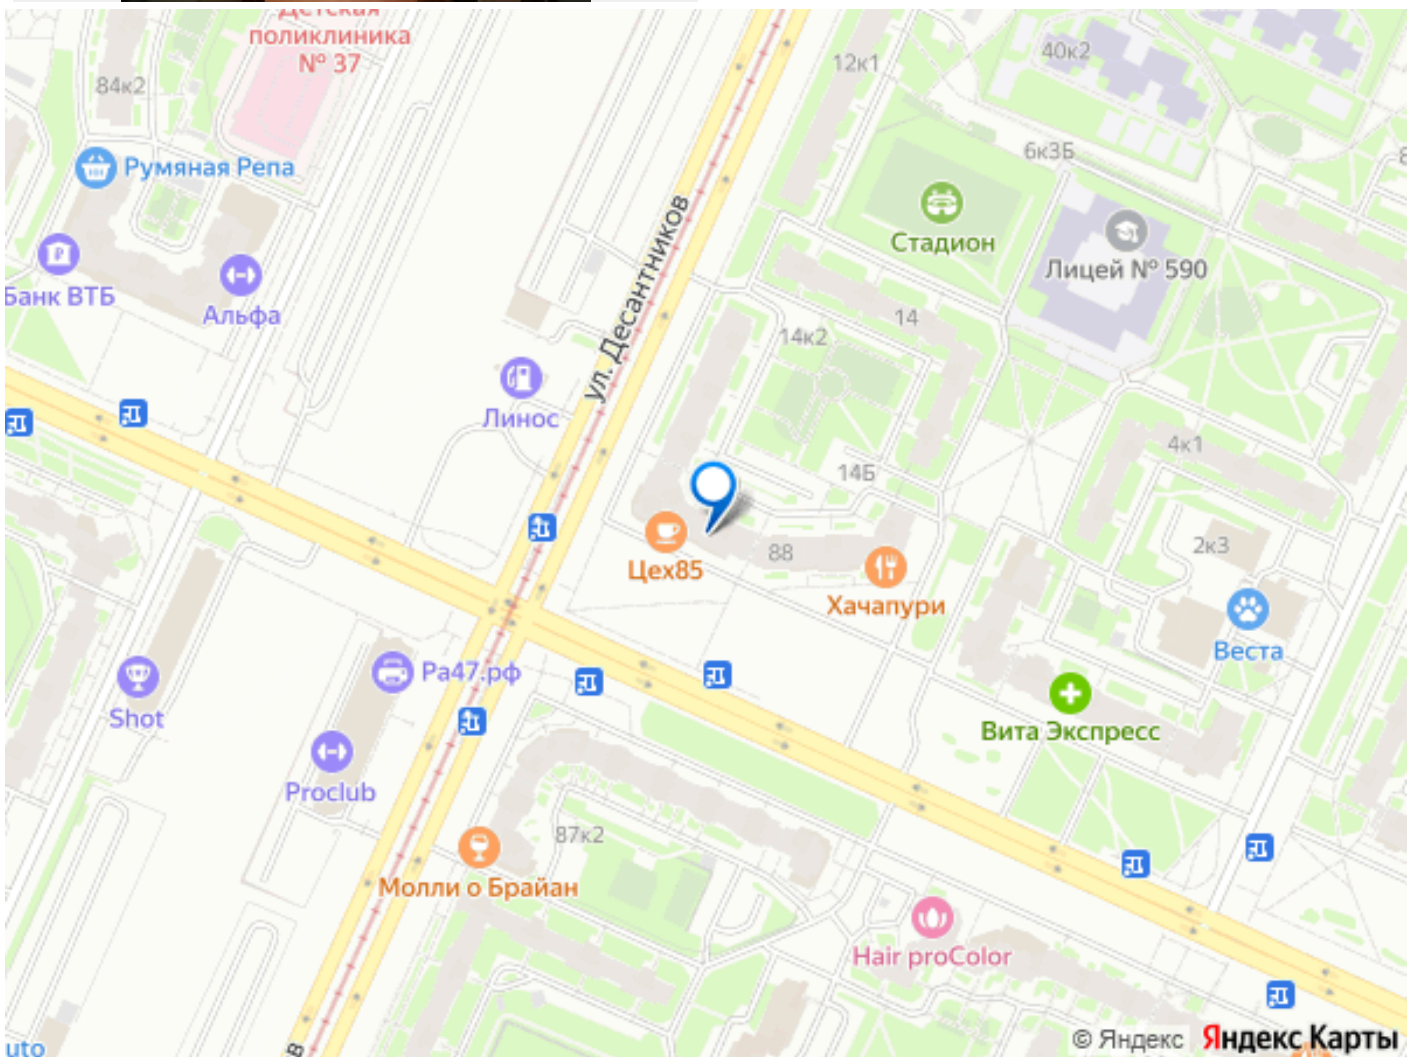 Детская
поликлиника
№ 37
84к2
12к1
40к2
6к3Б
Румяная Репа
Стадион
Лицей № 590
Банк ВТБ
Альфа
ул. Десантников
14
14к2
Линос
4к1
14Б
2к3
88
Цех85
Хачапури
Веста
Ра47.рф
Shot
Вита Экспресс
Proclub
87к2
Молли о Брайан
Hair proColor
uto
в
© Яндекс Яндекс Карты